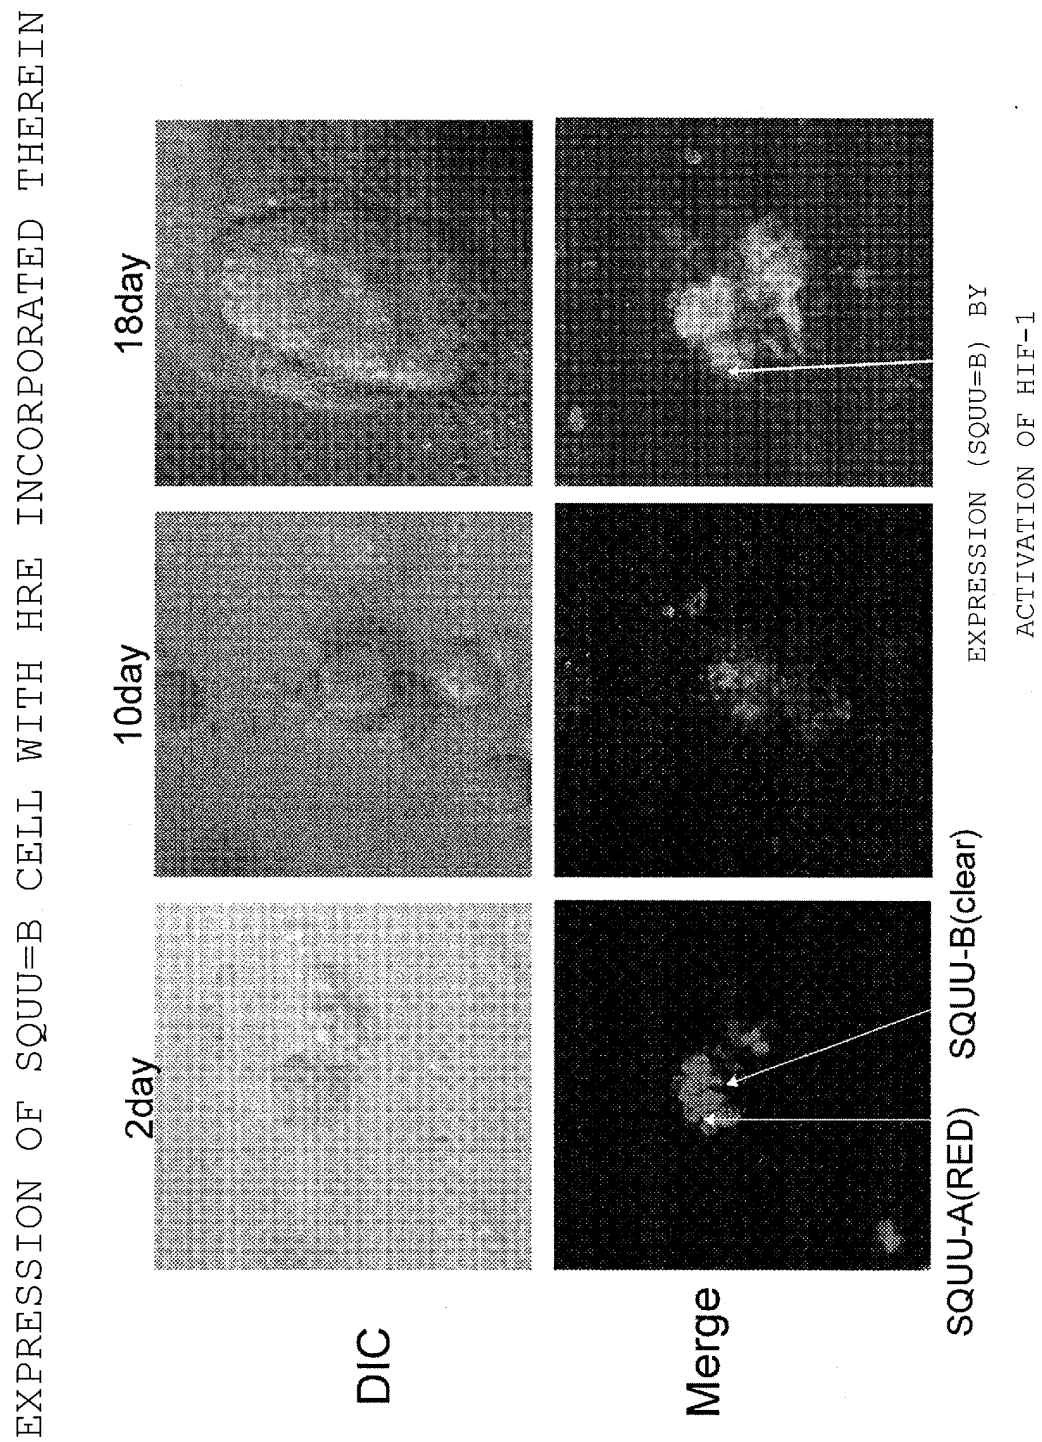 EXPRESSION OF SQUU=B CELL WITH HRE INCORPORATED THEREIN
2day
10day
18day
DIC
Merge
SQUU-A(RED)
SQUU-B(clear)
EXPRESSION (SQUU=B) BY
ACTIVATION OF HIF-1